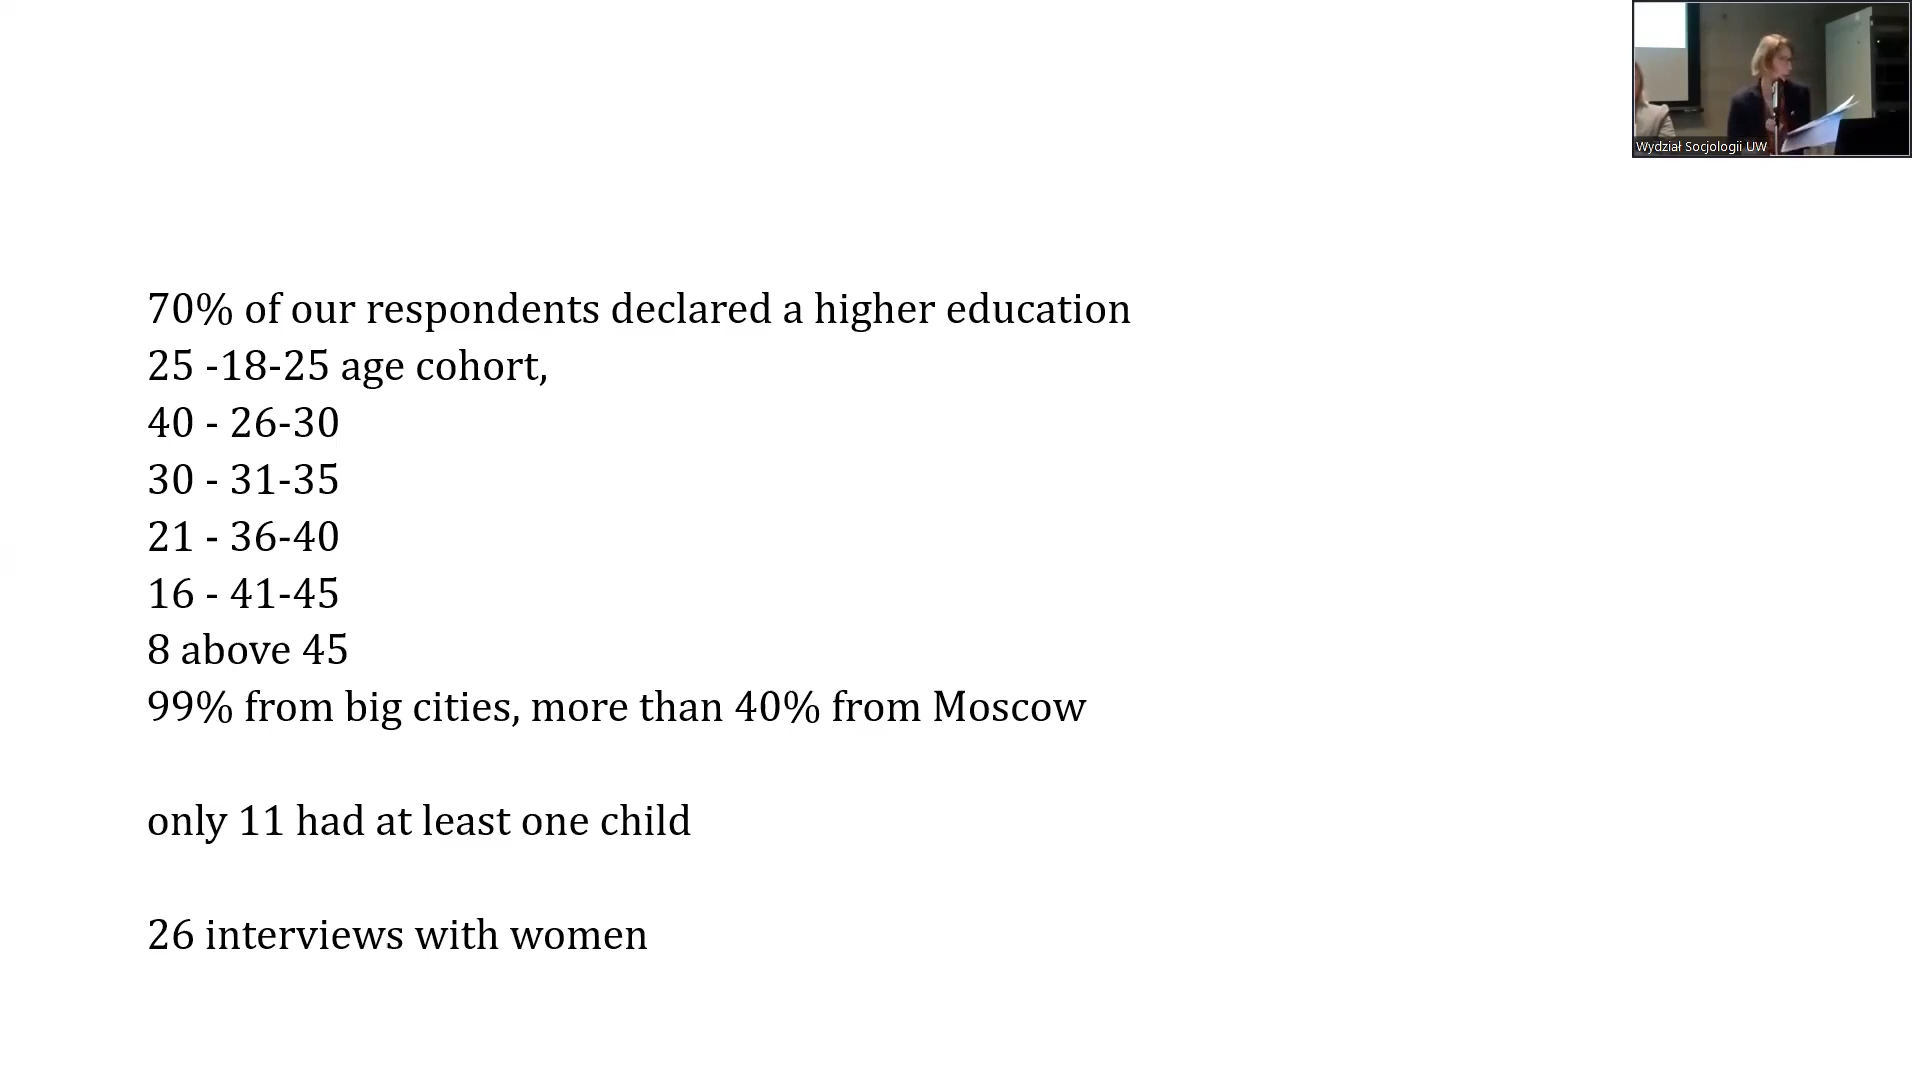 Wydział Socjologii UW
70% of our respondents declared a higher education
25 -18-25 age cohort,
40 - 26-30
30 - 31-35
21 - 36-40
16 - 41-45
8 above 45
99% from big cities, more than 40% from Moscow
only 11 had at least one child
26 interviews with women